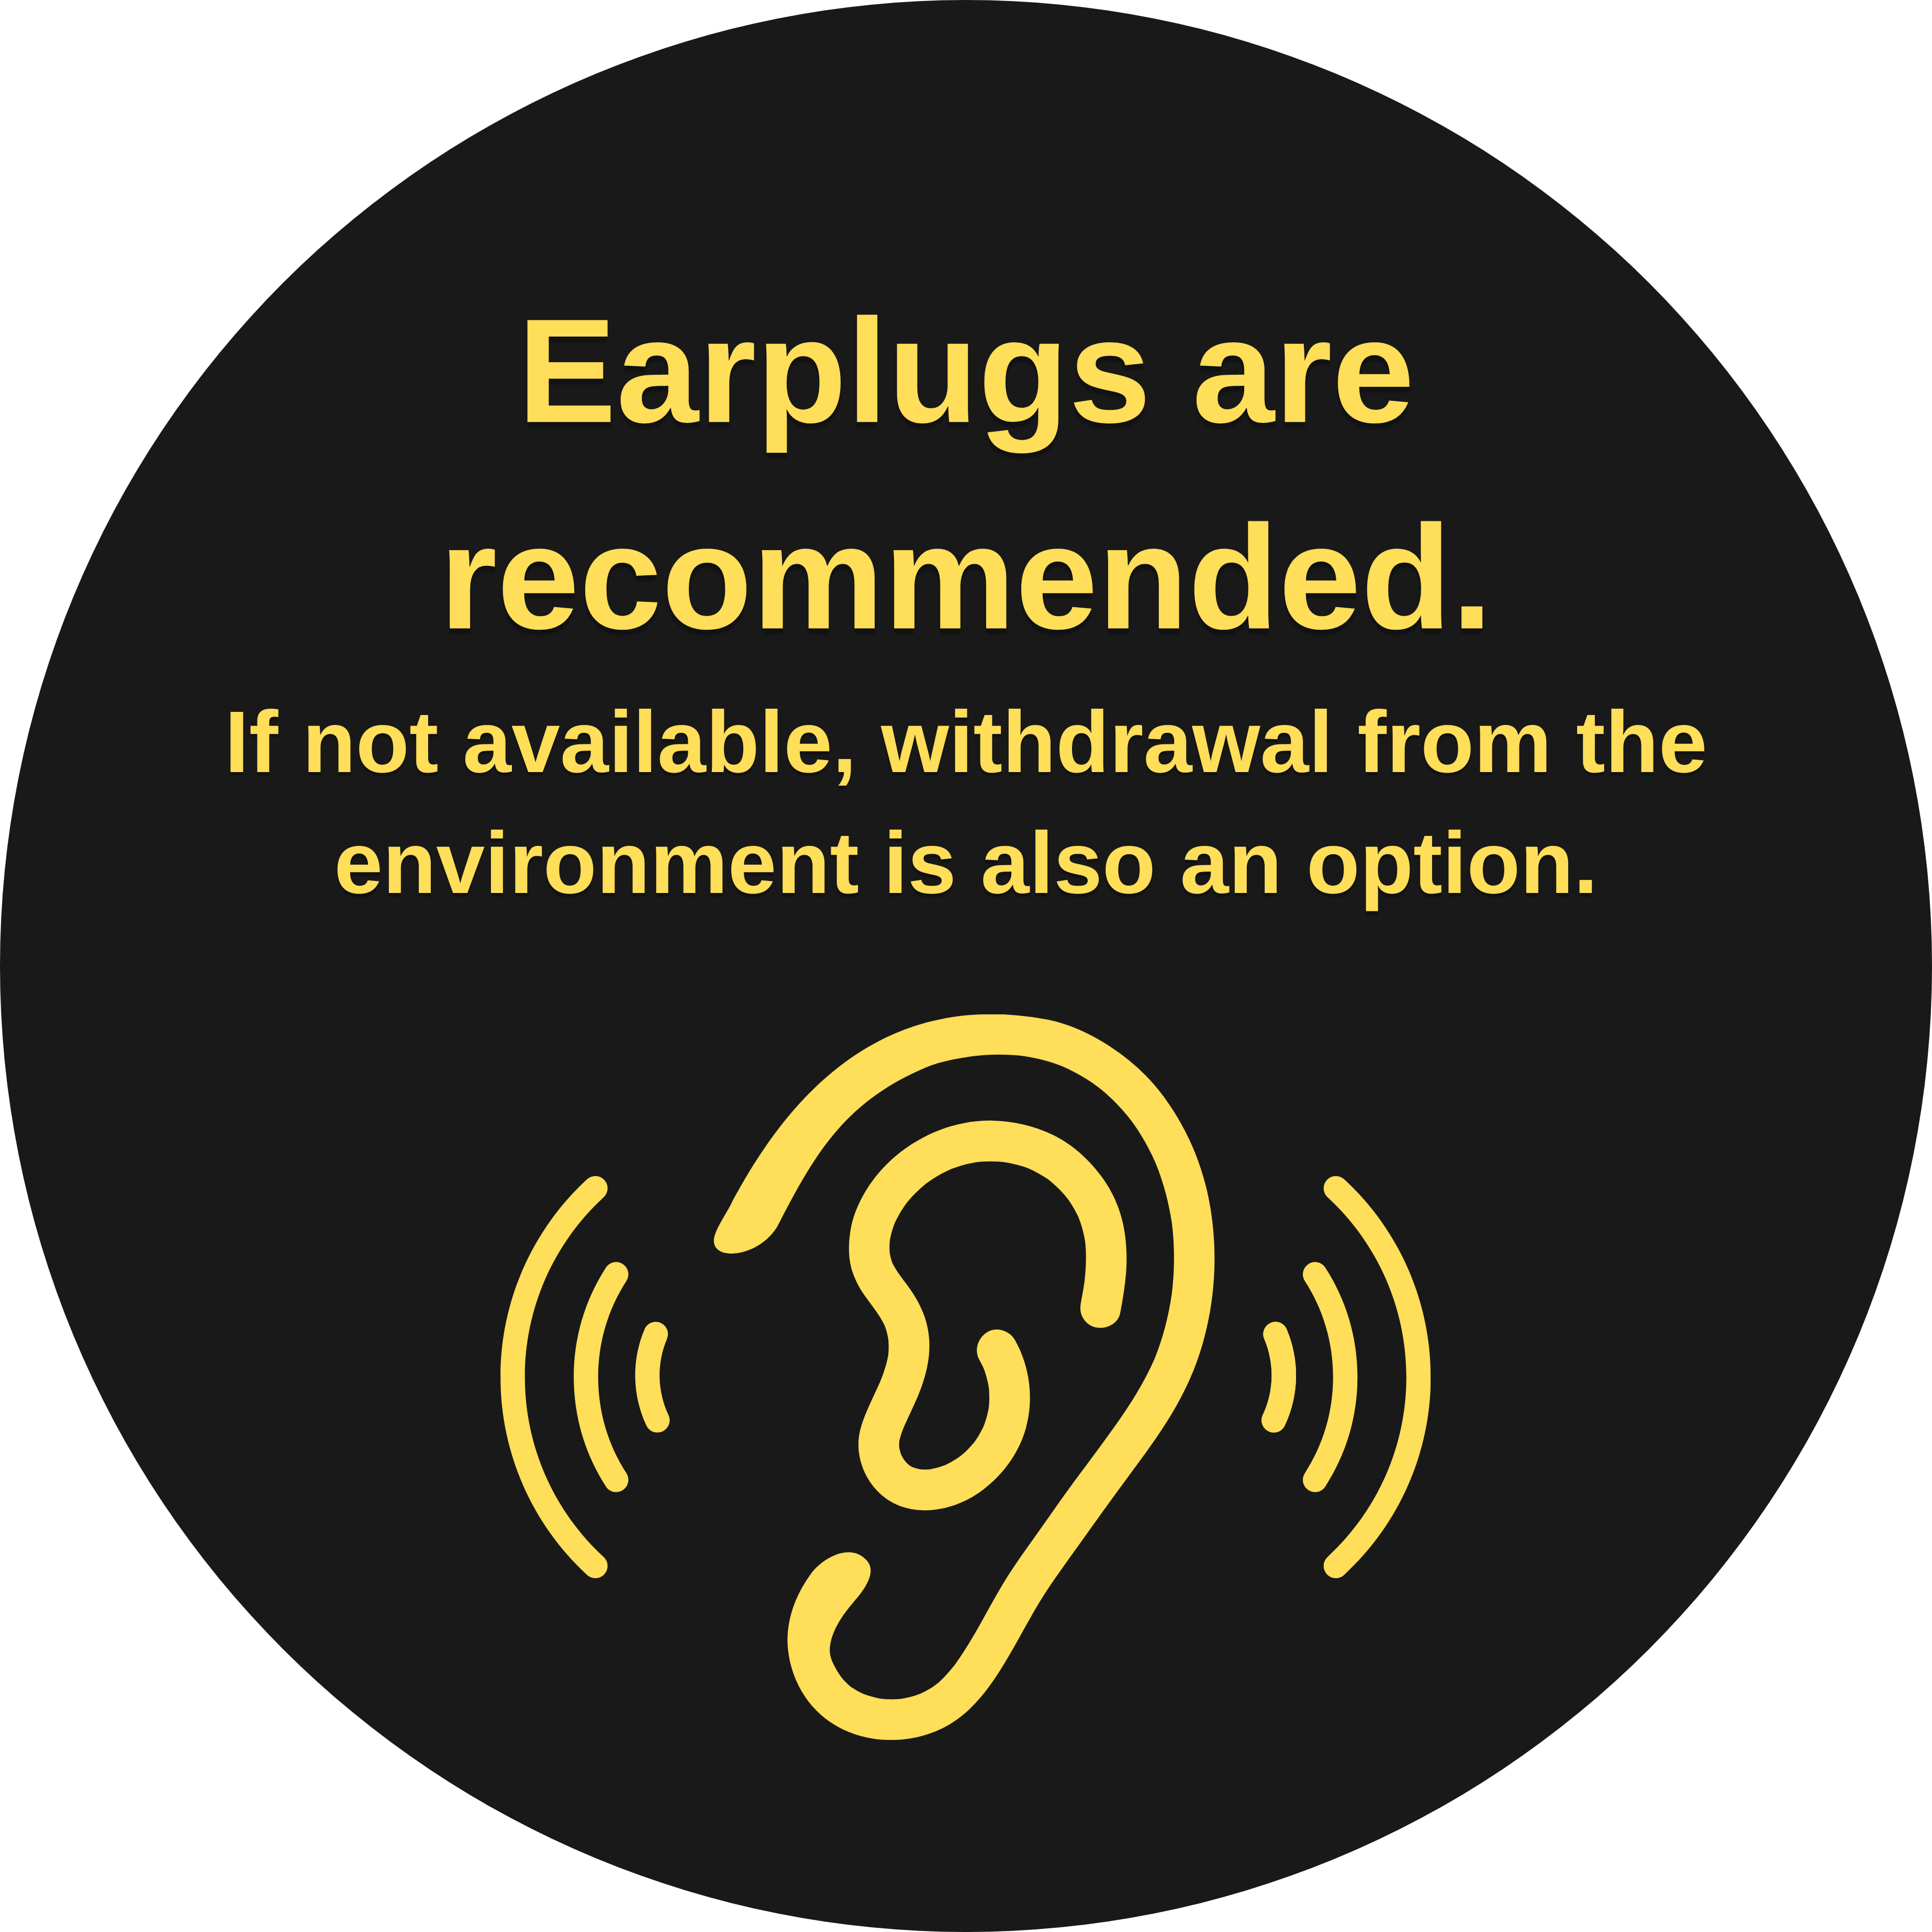 Earplugs are
recommended.
If not available, withdrawal from the
environment is also an option.